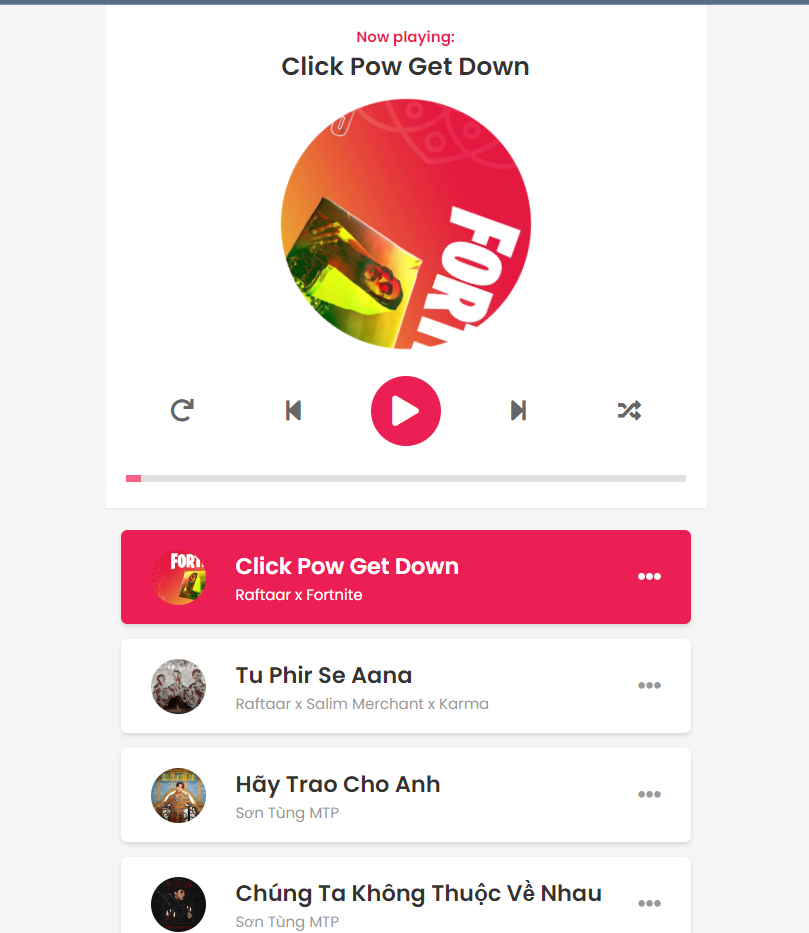 Now playing:
Click Pow Get Down
Click Pow Get Down
Raftaar x Fortnite
Tu Phir Se Aana
Raftaar x Salim Merchant x Karma
Hãy Trao Cho Anh
Sơn Tùng MTP
Chúng Ta Không Thuộc Về Nhau
Sơn Tùng MTP